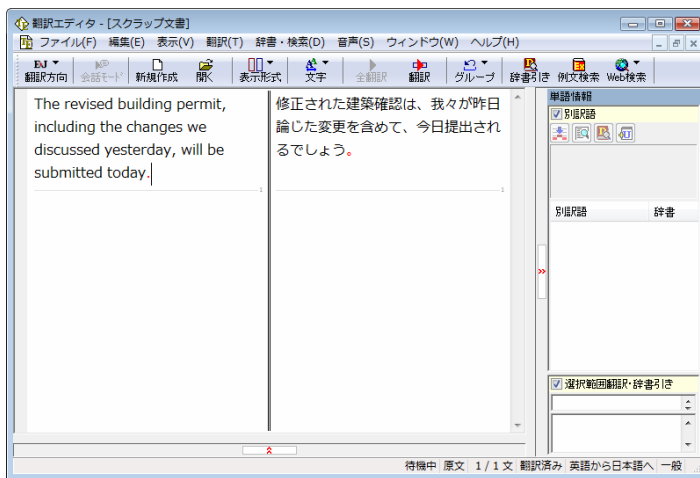 翻訳エディタ - [スクラップ文書]
ファイル(F) 編集(E) 表示(V) 翻訳(T) 辞書・検索(D) 音声(S) ウィンドウ(W) ヘルプ(H)
EJ
翻訳方向 会話モード 新規作成 開く 表示形式 文字 全翻訳 翻訳 グループ 辞書引き 例文検索 Web検索
The revised building permit,
including the changes we
discussed yesterday, will be
submitted today.
1
修正された建築確認は、我々が昨日
論じた変更を含めて、今日提出され
るでしょう。
1
単語情報
別訳語
別訳語 辞書
選択範囲翻訳・辞書引き
待機中 原文 1 / 1 文 翻訳済み 英語から日本語へ 一般